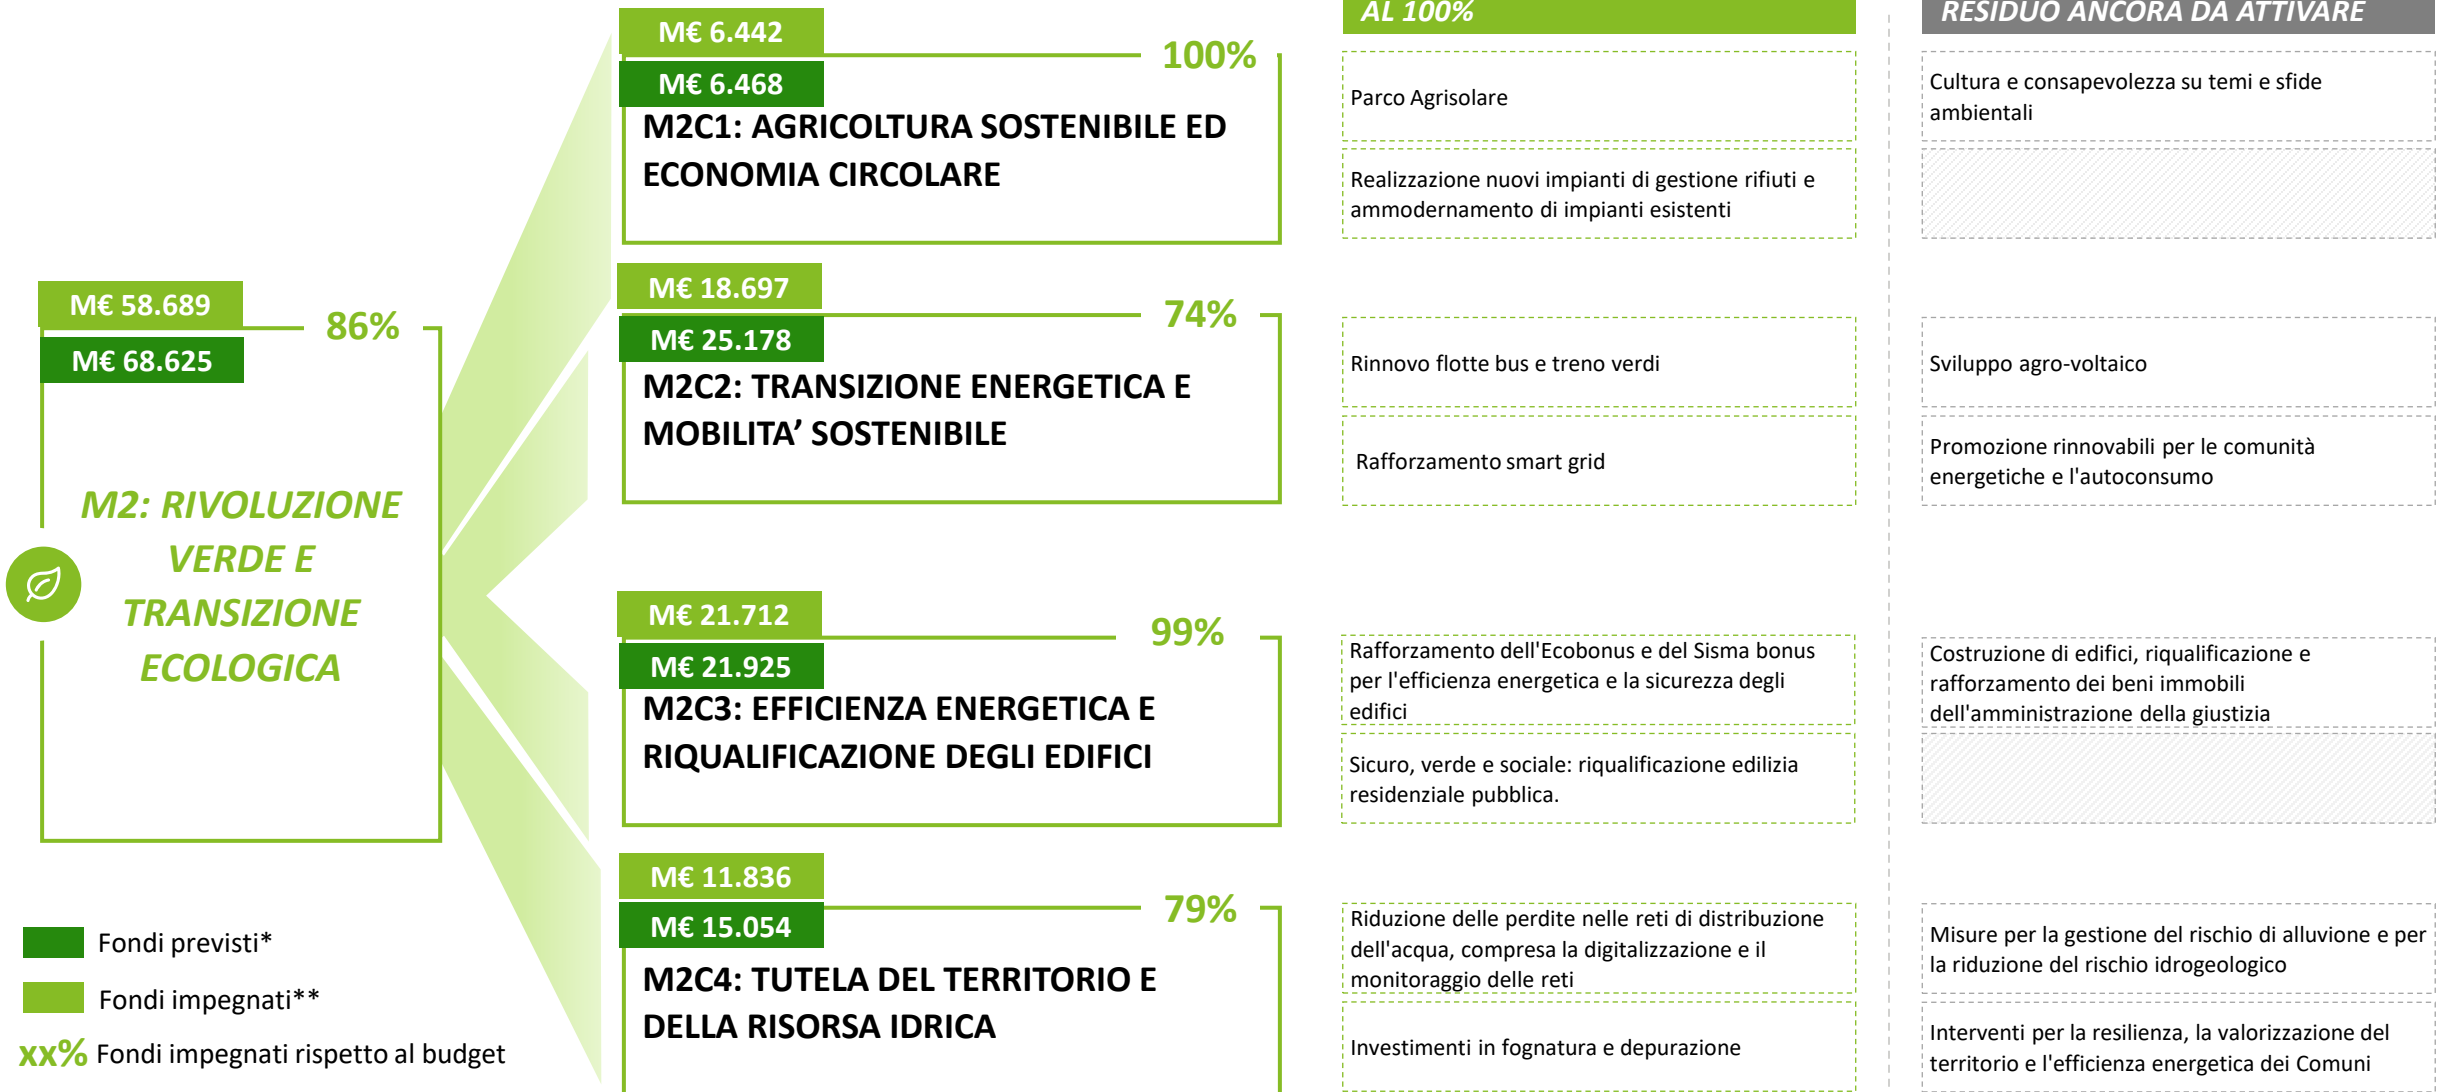 AL 100%
RESIDUO ANCORA DA ATTIVARE
M€ 58.689
86%
M€ 68.625
M2: RIVOLUZIONE
VERDE E
TRANSIZIONE
ECOLOGICA
M€ 6.442
100%
M€ 6.468
M2C1: AGRICOLTURA SOSTENIBILE ED
ECONOMIA CIRCOLARE
Parco Agrisolare
Realizzazione nuovi impianti di gestione rifiuti e
ammodernamento di impianti esistenti
Cultura e consapevolezza su temi e sfide
ambientali
M€ 18.697
74%
M€ 25.178
M2C2: TRANSIZIONE ENERGETICA E
MOBILITA’ SOSTENIBILE
Rinnovo flotte bus e treno verdi
Rafforzamento smart grid
Sviluppo agro-voltaico
Promozione rinnovabili per le comunità
energetiche e l'autoconsumo
M€ 21.712
99%
M€ 21.925
M2C3: EFFICIENZA ENERGETICA E
RIQUALIFICAZIONE DEGLI EDIFICI
Rafforzamento dell'Ecobonus e del Sisma bonus
per l'efficienza energetica e la sicurezza degli
edifici
Sicuro, verde e sociale: riqualificazione edilizia
residenziale pubblica.
Costruzione di edifici, riqualificazione e
rafforzamento dei beni immobili
dell'amministrazione della giustizia
M€ 11.836
79%
M€ 15.054
M2C4: TUTELA DEL TERRITORIO E
DELLA RISORSA IDRICA
Riduzione delle perdite nelle reti di distribuzione
dell'acqua, compresa la digitalizzazione e il
monitoraggio delle reti
Investimenti in fognatura e depurazione
Misure per la gestione del rischio di alluvione e per
la riduzione del rischio idrogeologico
Interventi per la resilienza, la valorizzazione del
territorio e l'efficienza energetica dei Comuni
Fondi previsti*
Fondi impegnati**
xx% Fondi impegnati rispetto al budget